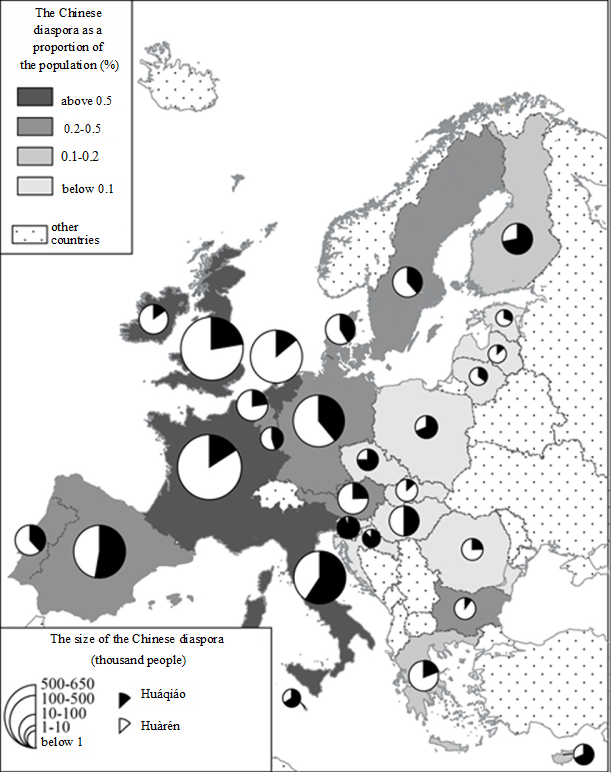 The Chinese
diaspora as a
proportion of
the population (%)
above 0.5
0.2-0.5
0.1-0.2
below 0.1
other
countries
The size of the Chinese diaspora
(thousand people)
500-650
100-500
10-100
1-10
below 1
Huáqiáo
Huàrén